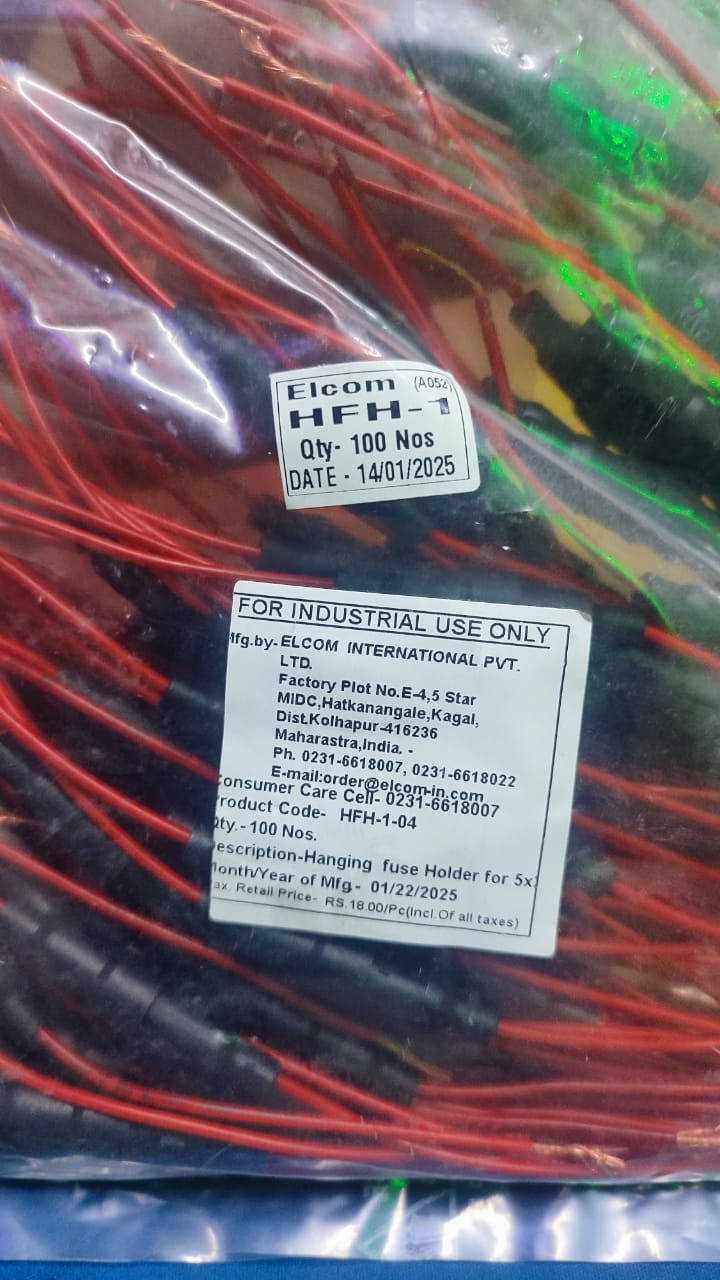 Elcom (A052)
HFH-1
Qty- 100 Nos
DATE - 14/01/2025
FOR INDUSTRIAL USE ONLY
Mfg.by- ELCOM INTERNATIONAL PVT.
LTD.
Factory Plot No.E-4,5 Star
MIDC,Hatkanangale,Kagal,
Dist.Kolhapur-416236
Maharastra,India. -
Ph. 0231-6618007, 0231-6618022
E-mail:order@elcom-in.com
onsumer Care Cell- 0231-6618007
roduct Code- HFH-1-04
Qty.- 100 Nos.
escription-Hanging fuse Holder for 5x
Month/Year of Mfg - 01/22/2025
ax. Retail Price- RS.18.00/Pc(Incl.Of all taxes)